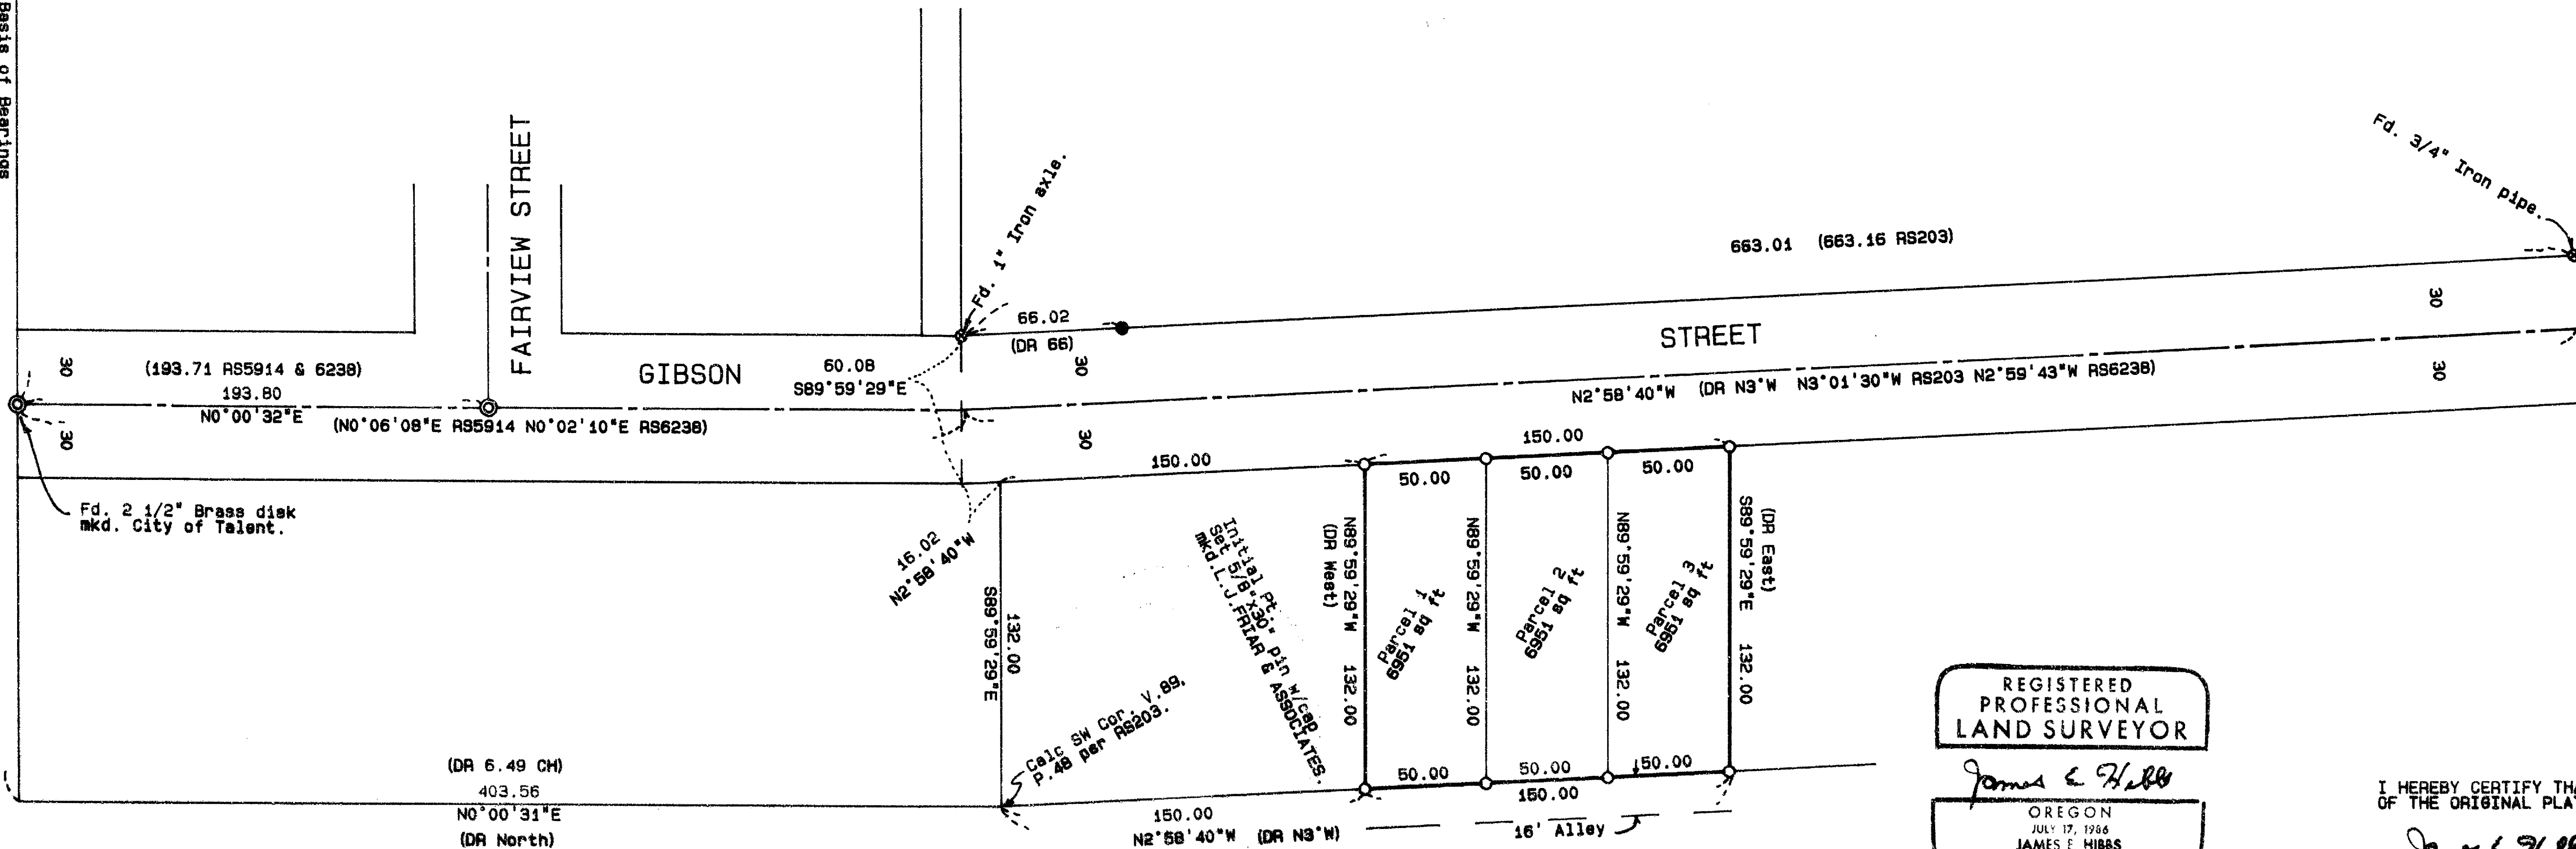 Basis of Bearings
FAIRVIEW STREET
Fd. 1" Iron axle.
Fd. 3/4" Iron pipe.
663.01 (663.16 RS203)
66.02
(DR 66)
30
30
30
30
STREET
GIBSON
60.08
S89°59'29"E
30
30
(193.71 RS5914 & 6238)
193.80
N0°00'32"E
(N0°06'08"E RS5914 N0°02'10"E RS6238)
N2°58'40"W (DR N3°W N3°01'30"W RS203 N2°59'43"W RS6238)
150.00
150.00
50.00
50.00
50.00
Fd. 2 1/2" Brass disk
mkd. City of Talent.
16.02
N2°58'40"W
132.00
S89°59'29"E
Initial Pt.
Set 5/8"x30" pin w/cap
mkd.L.J.FRIAR & ASSOCIATES.
N89°59'29"W 132.00
(DR West)
Parcel 1
6951 sq ft
N89°59'29"W 132.00
Parcel 2
6951 sq ft
N89°59'29"W 132.00
Parcel 3
6951 sq ft
(DR East)
S89°59'29"E 132.00
Calc SW Cor. V.89,
P.48 per RS203.
50.00
50.00
50.00
150.00
150.00
N2°58'40"W (DR N3°W)
16' Alley
(DR 6.49 CH)
403.56
N0°00'31"E
(DR North)
REGISTERED
PROFESSIONAL
LAND SURVEYOR
James E Hibbs
OREGON
JULY 17, 1986
JAMES E. HIBBS
I HEREBY CERTIFY THA
OF THE ORIGINAL PLA